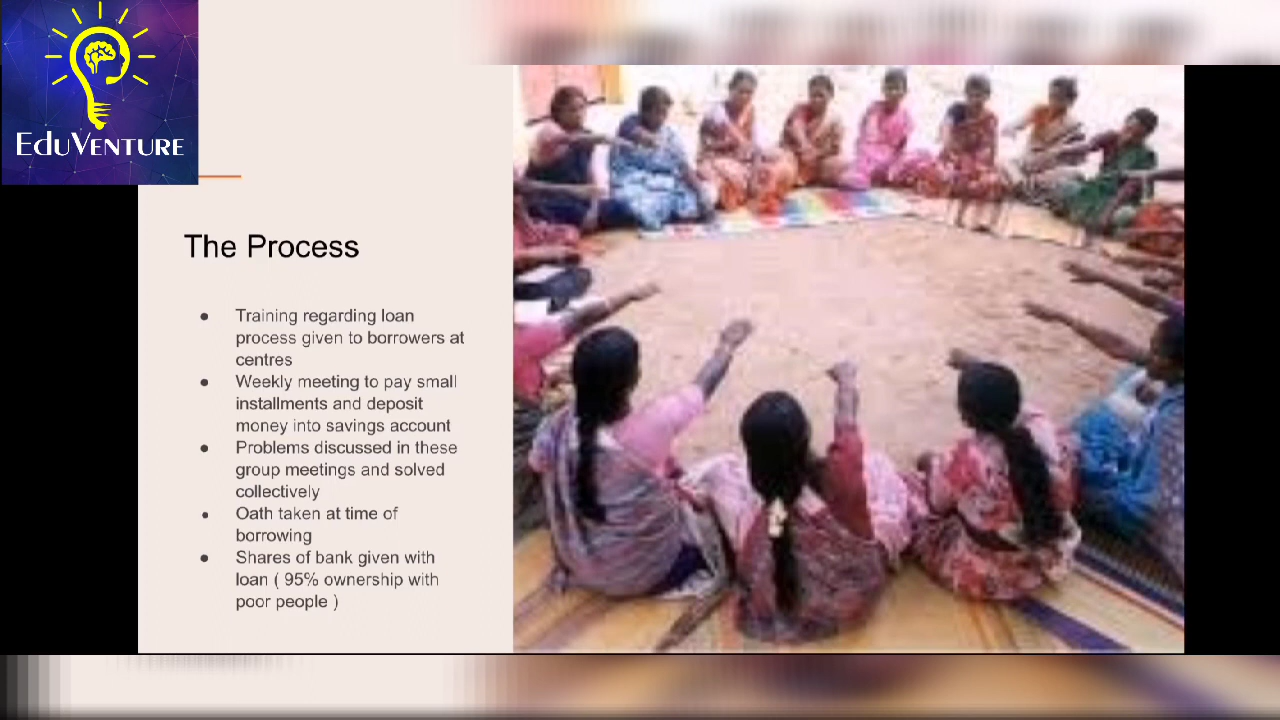 EDUVENTURE
The Process
● Training regarding loan
process given to borrowers at
centres
● Weekly meeting to pay small
installments and deposit
money into savings account
● Problems discussed in these
group meetings and solved
collectively
● Oath taken at time of
borrowing
● Shares of bank given with
loan ( 95% ownership with
poor people )